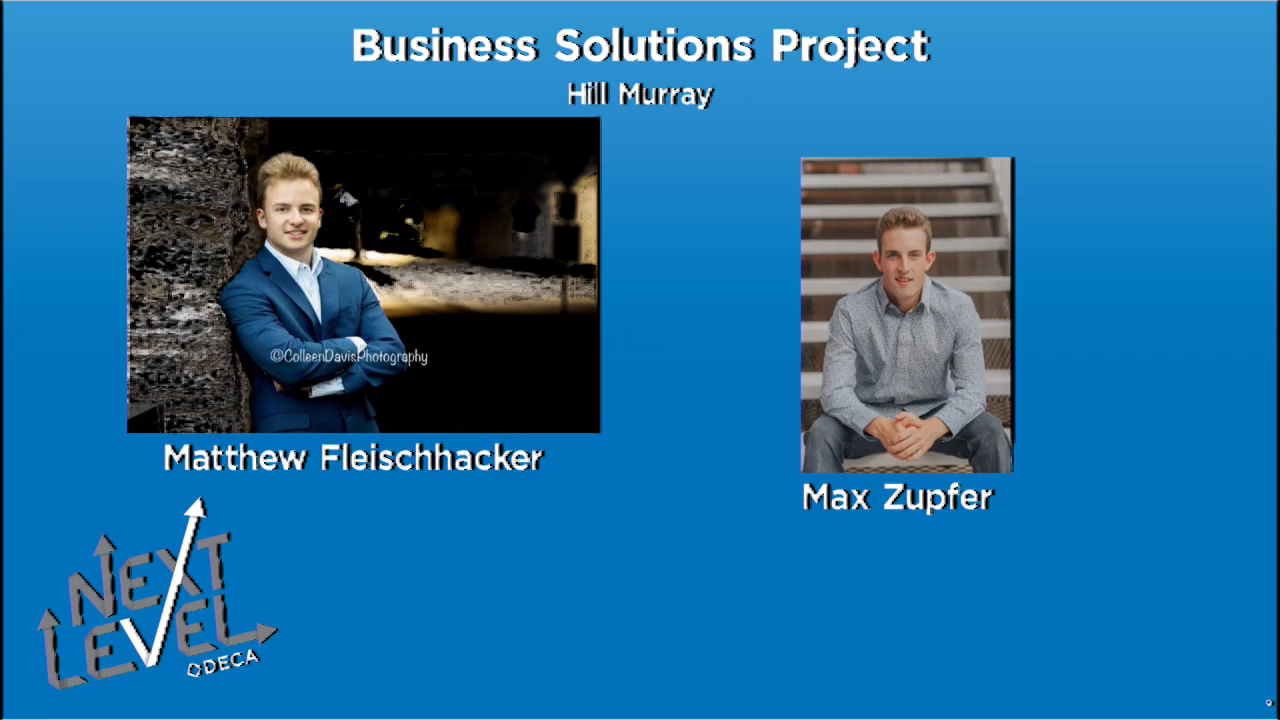 Business Solutions Project
Hill Murray
©ColleenDavisPhotography
Matthew Fleischhacker
Max Zupfer
NEXT
LEVEL
DECA